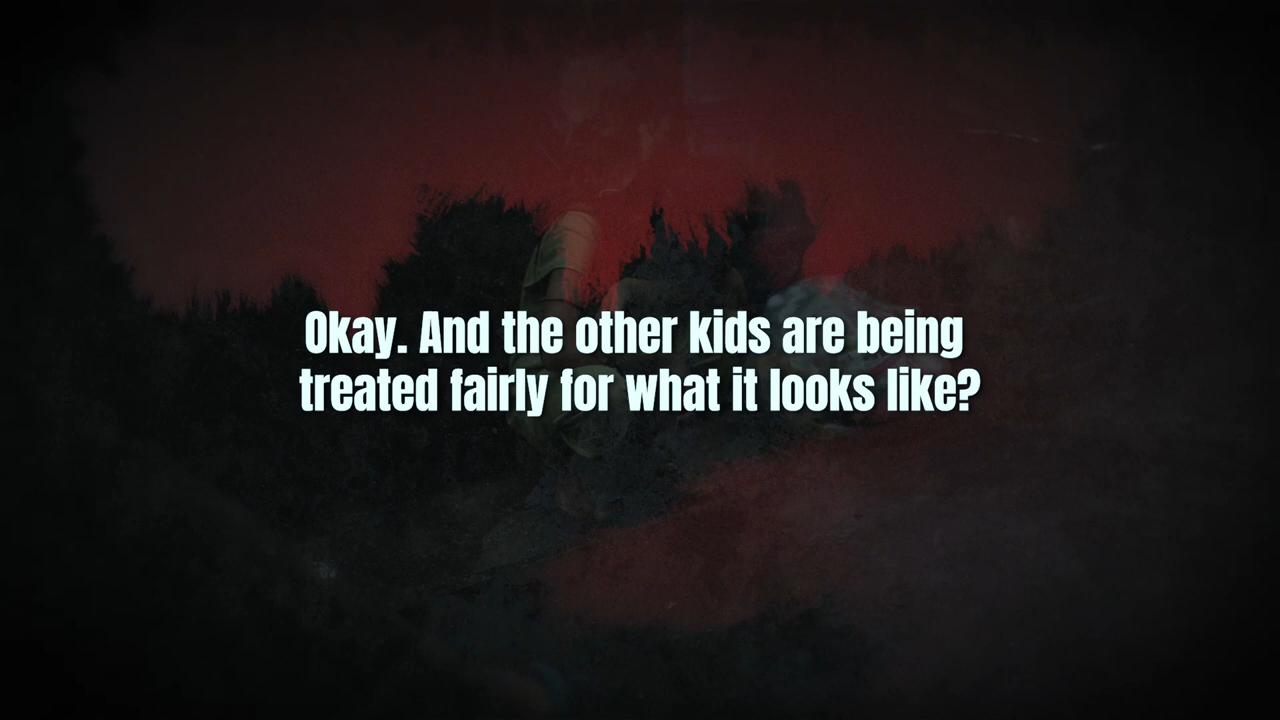 Okay. And the other kids are being
treated fairly for what it looks like?